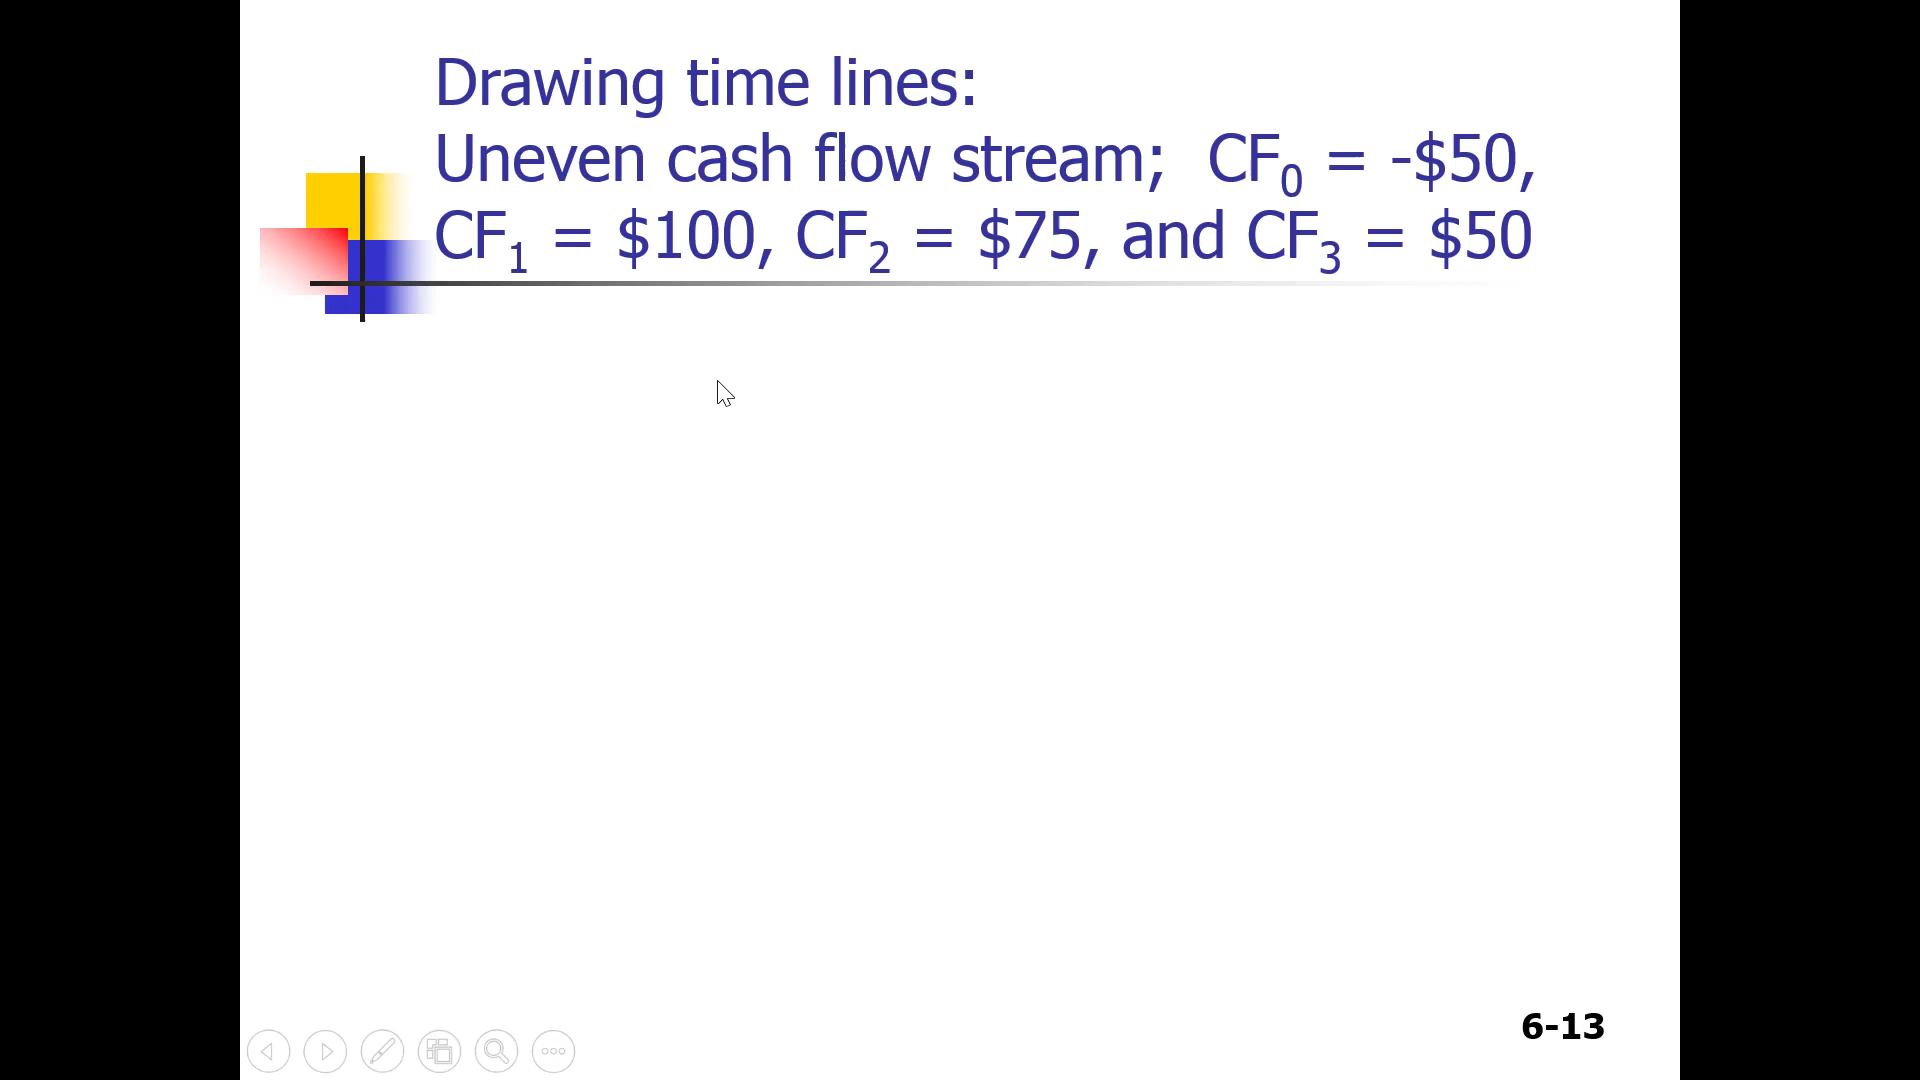 Drawing time lines:
Uneven cash flow stream;  CF₀ = -$50,
CF₁ = $100, CF₂ = $75, and CF₃ = $50
6-13